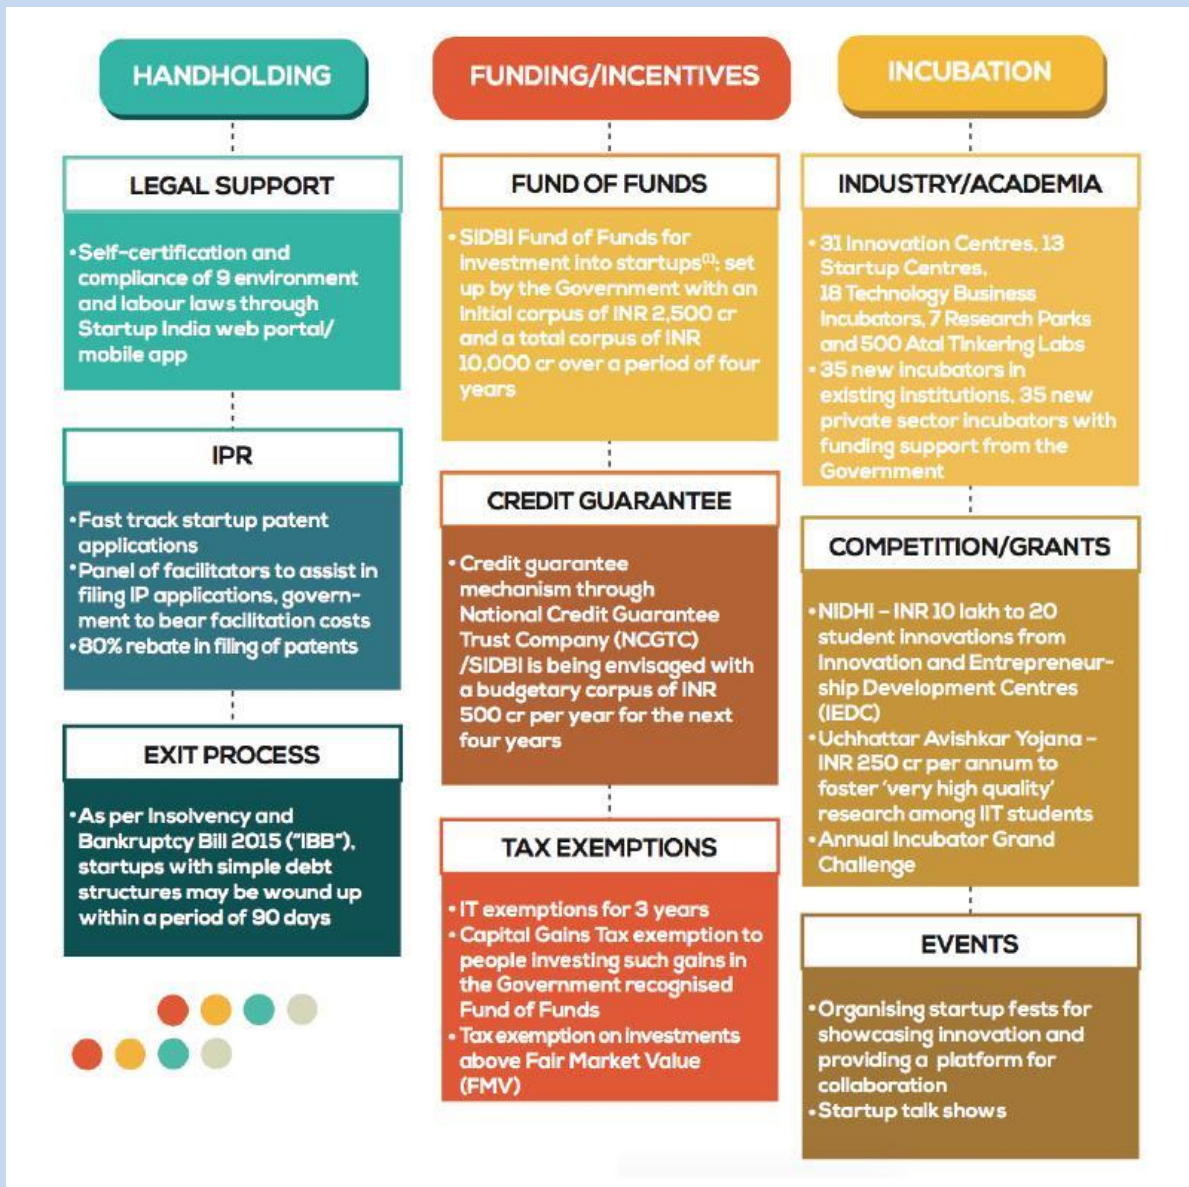 HANDHOLDING
LEGAL SUPPORT
•Self-certification and
compliance of 9 environment
and labour laws through
Startup India web portal/
mobile app
IPR
•Fast track startup patent
applications
•Panel of facilitators to assist in
filing IP applications, govern-
ment to bear facilitation costs
•80% rebate in filing of patents
EXIT PROCESS
•As per Insolvency and
Bankruptcy Bill 2015 ("IBB"),
startups with simple debt
structures may be wound up
within a period of 90 days
FUNDING/INCENTIVES
FUND OF FUNDS
•SIDBI Fund of Funds for
investment into startups⁽¹⁾; set
up by the Government with an
initial corpus of INR 2,500 cr
and a total corpus of INR
10,000 cr over a period of four
years
CREDIT GUARANTEE
• Credit guarantee
mechanism through
National Credit Guarantee
Trust Company (NCGTC)
/SIDBI is being envisaged with
a budgetary corpus of INR
500 cr per year for the next
four years
TAX EXEMPTIONS
• IT exemptions for 3 years
• Capital Gains Tax exemption to
people investing such gains in
the Government recognised
Fund of Funds
• Tax exemption on investments
above Fair Market Value
(FMV)
INCUBATION
INDUSTRY/ACADEMIA
• 31 Innovation Centres, 13
Startup Centres,
18 Technology Business
Incubators, 7 Research Parks
and 500 Atal Tinkering Labs
• 35 new incubators in
existing institutions, 35 new
private sector incubators with
funding support from the
Government
COMPETITION/GRANTS
•NIDHI – INR 10 lakh to 20
student innovations from
Innovation and Entrepreneur-
ship Development Centres
(IEDC)
•Uchhattar Avishkar Yojana –
INR 250 cr per annum to
foster 'very high quality'
research among IIT students
•Annual Incubator Grand
Challenge
EVENTS
•Organising startup fests for
showcasing innovation and
providing a platform for
collaboration
•Startup talk shows